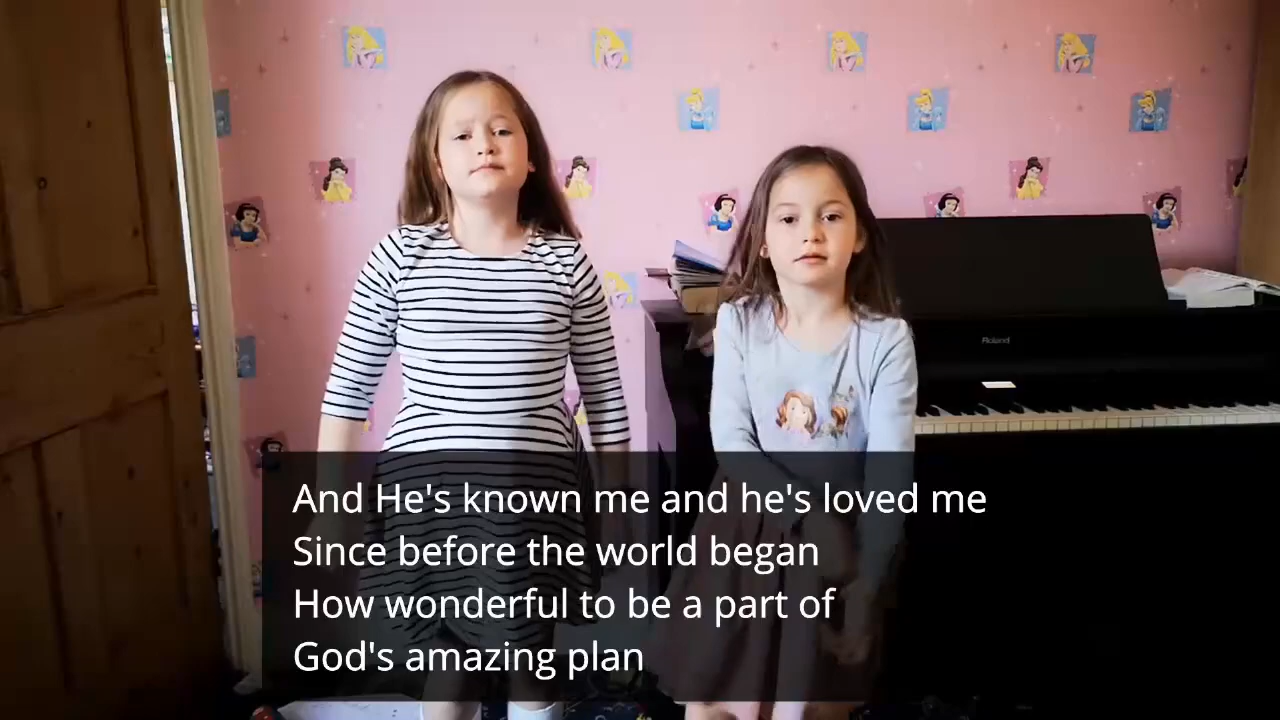 Roland
And He's known me and he's loved me
Since before the world began
How wonderful to be a part of
God's amazing plan